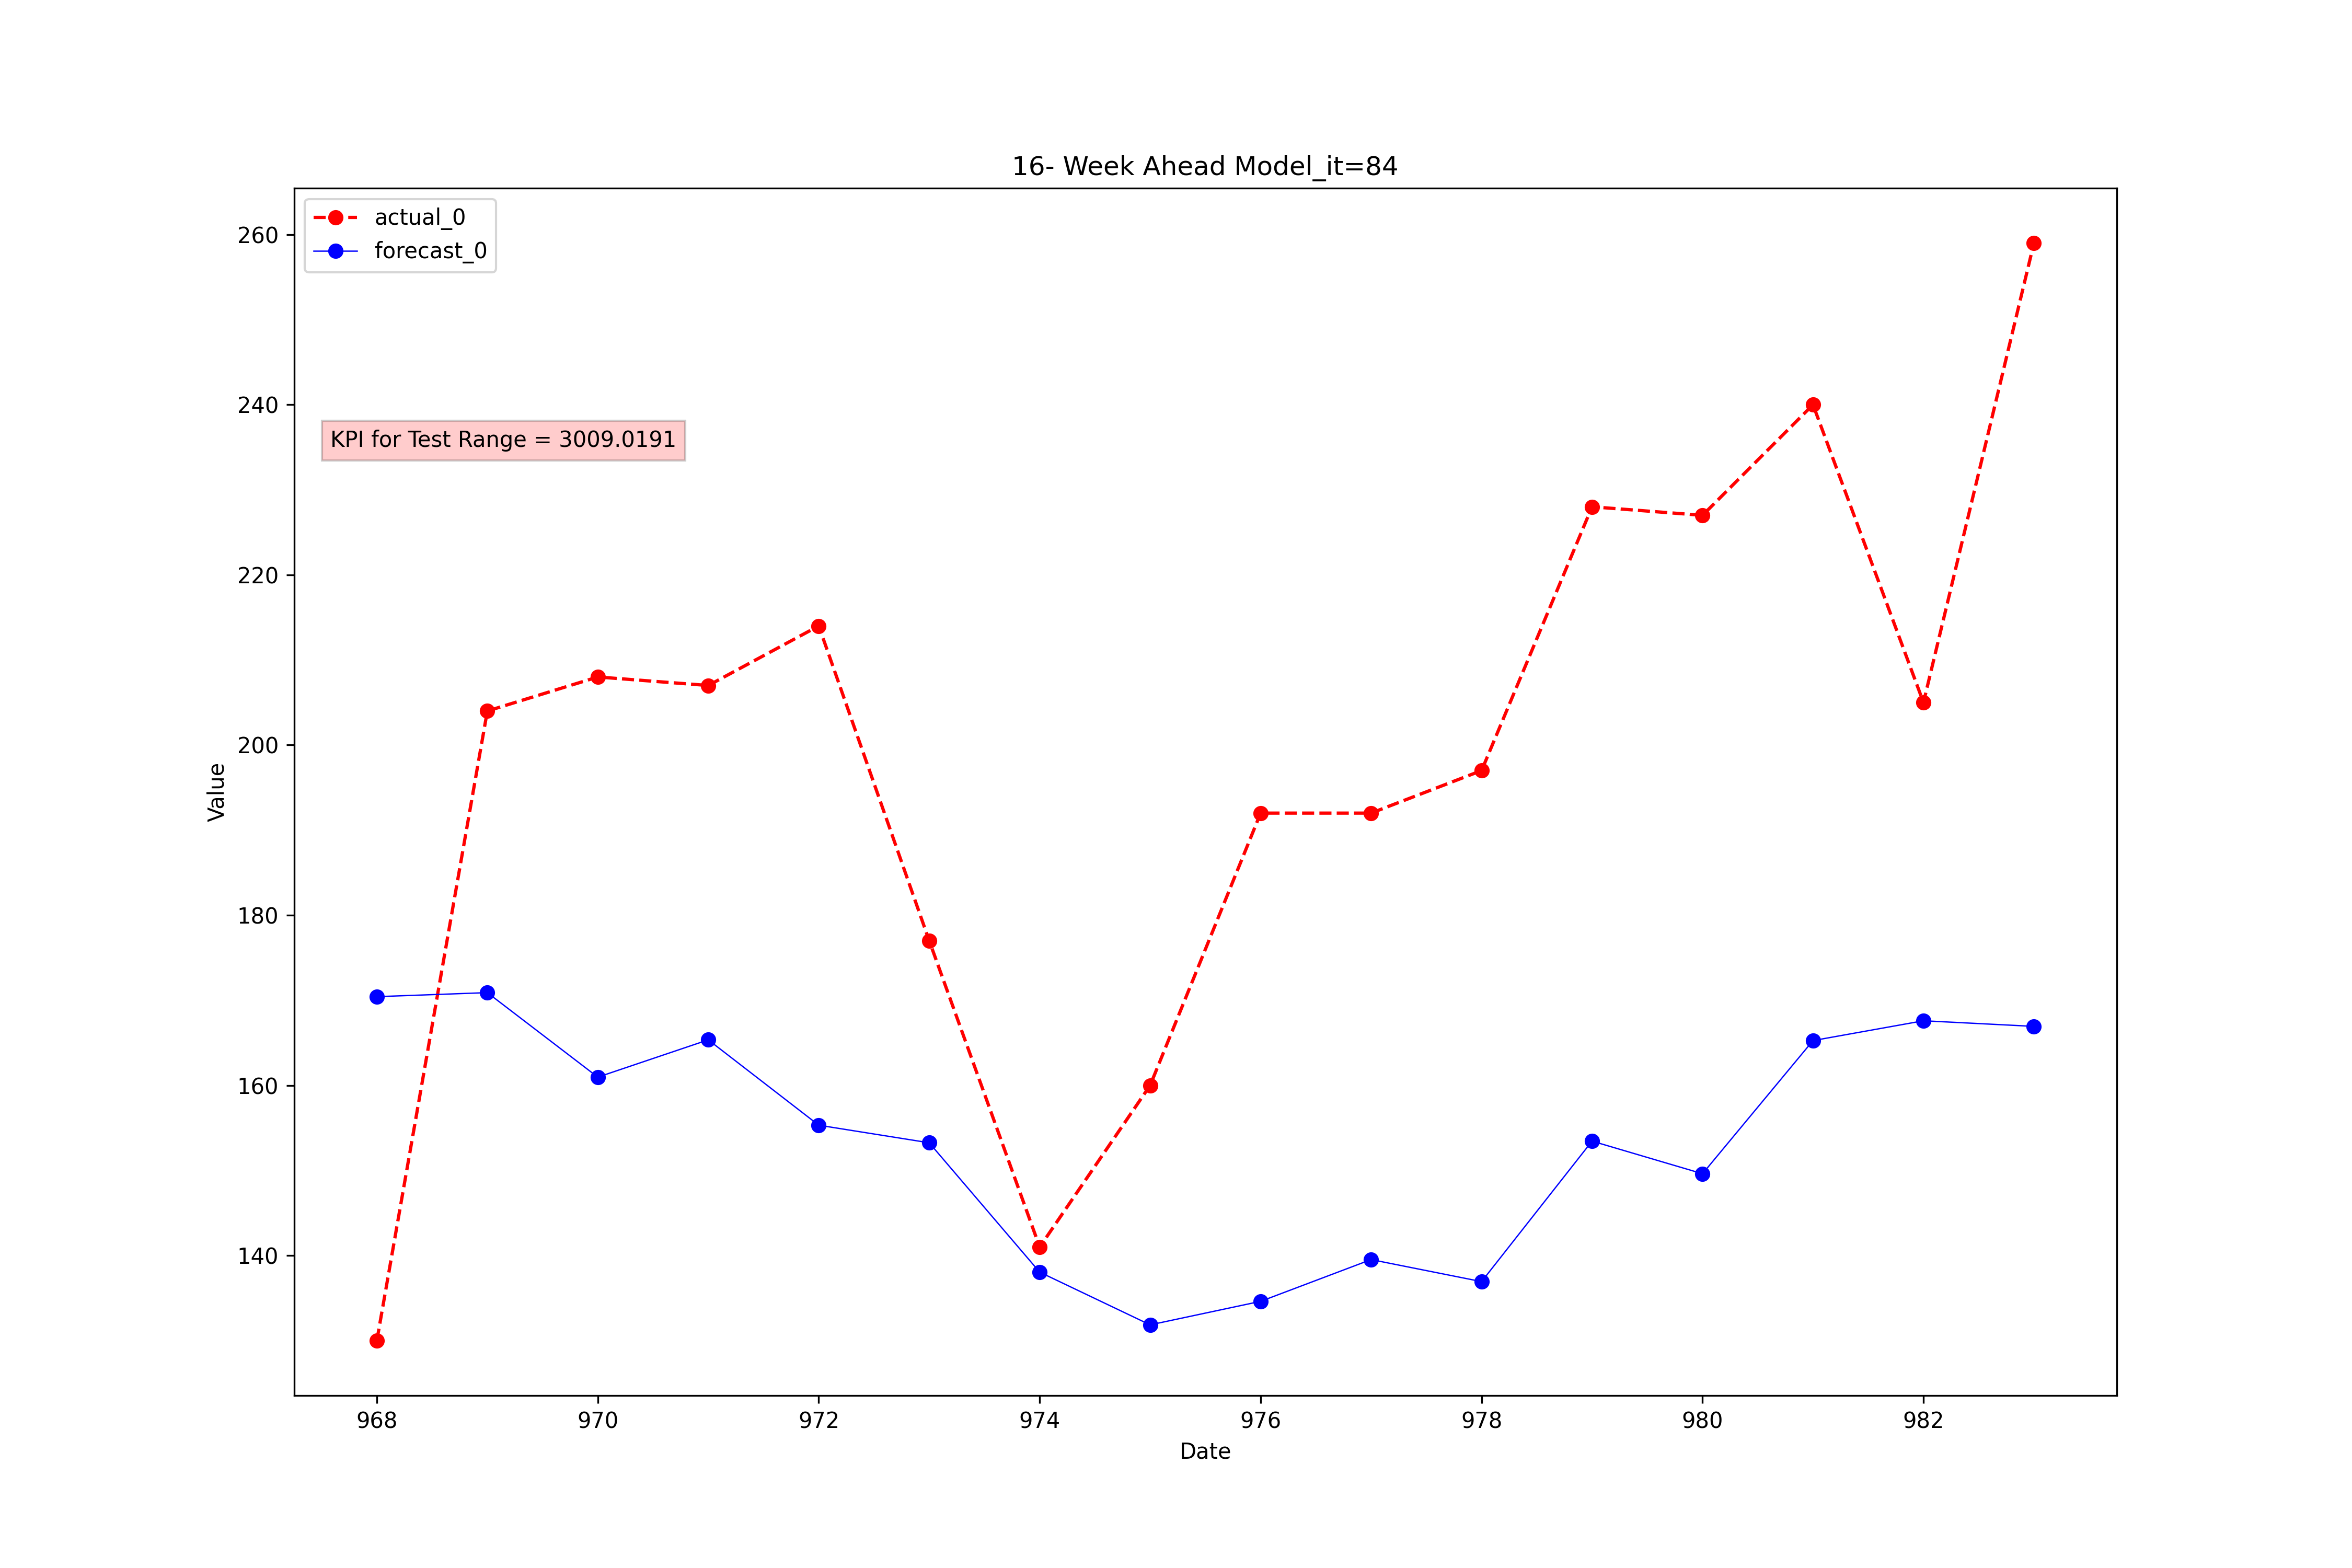 16- Week Ahead Model_it=84
actual_0
forecast_0
KPI for Test Range = 3009.0191
260
240
220
200
180
160
140
Value
968 970 972 974 976 978 980 982
Date